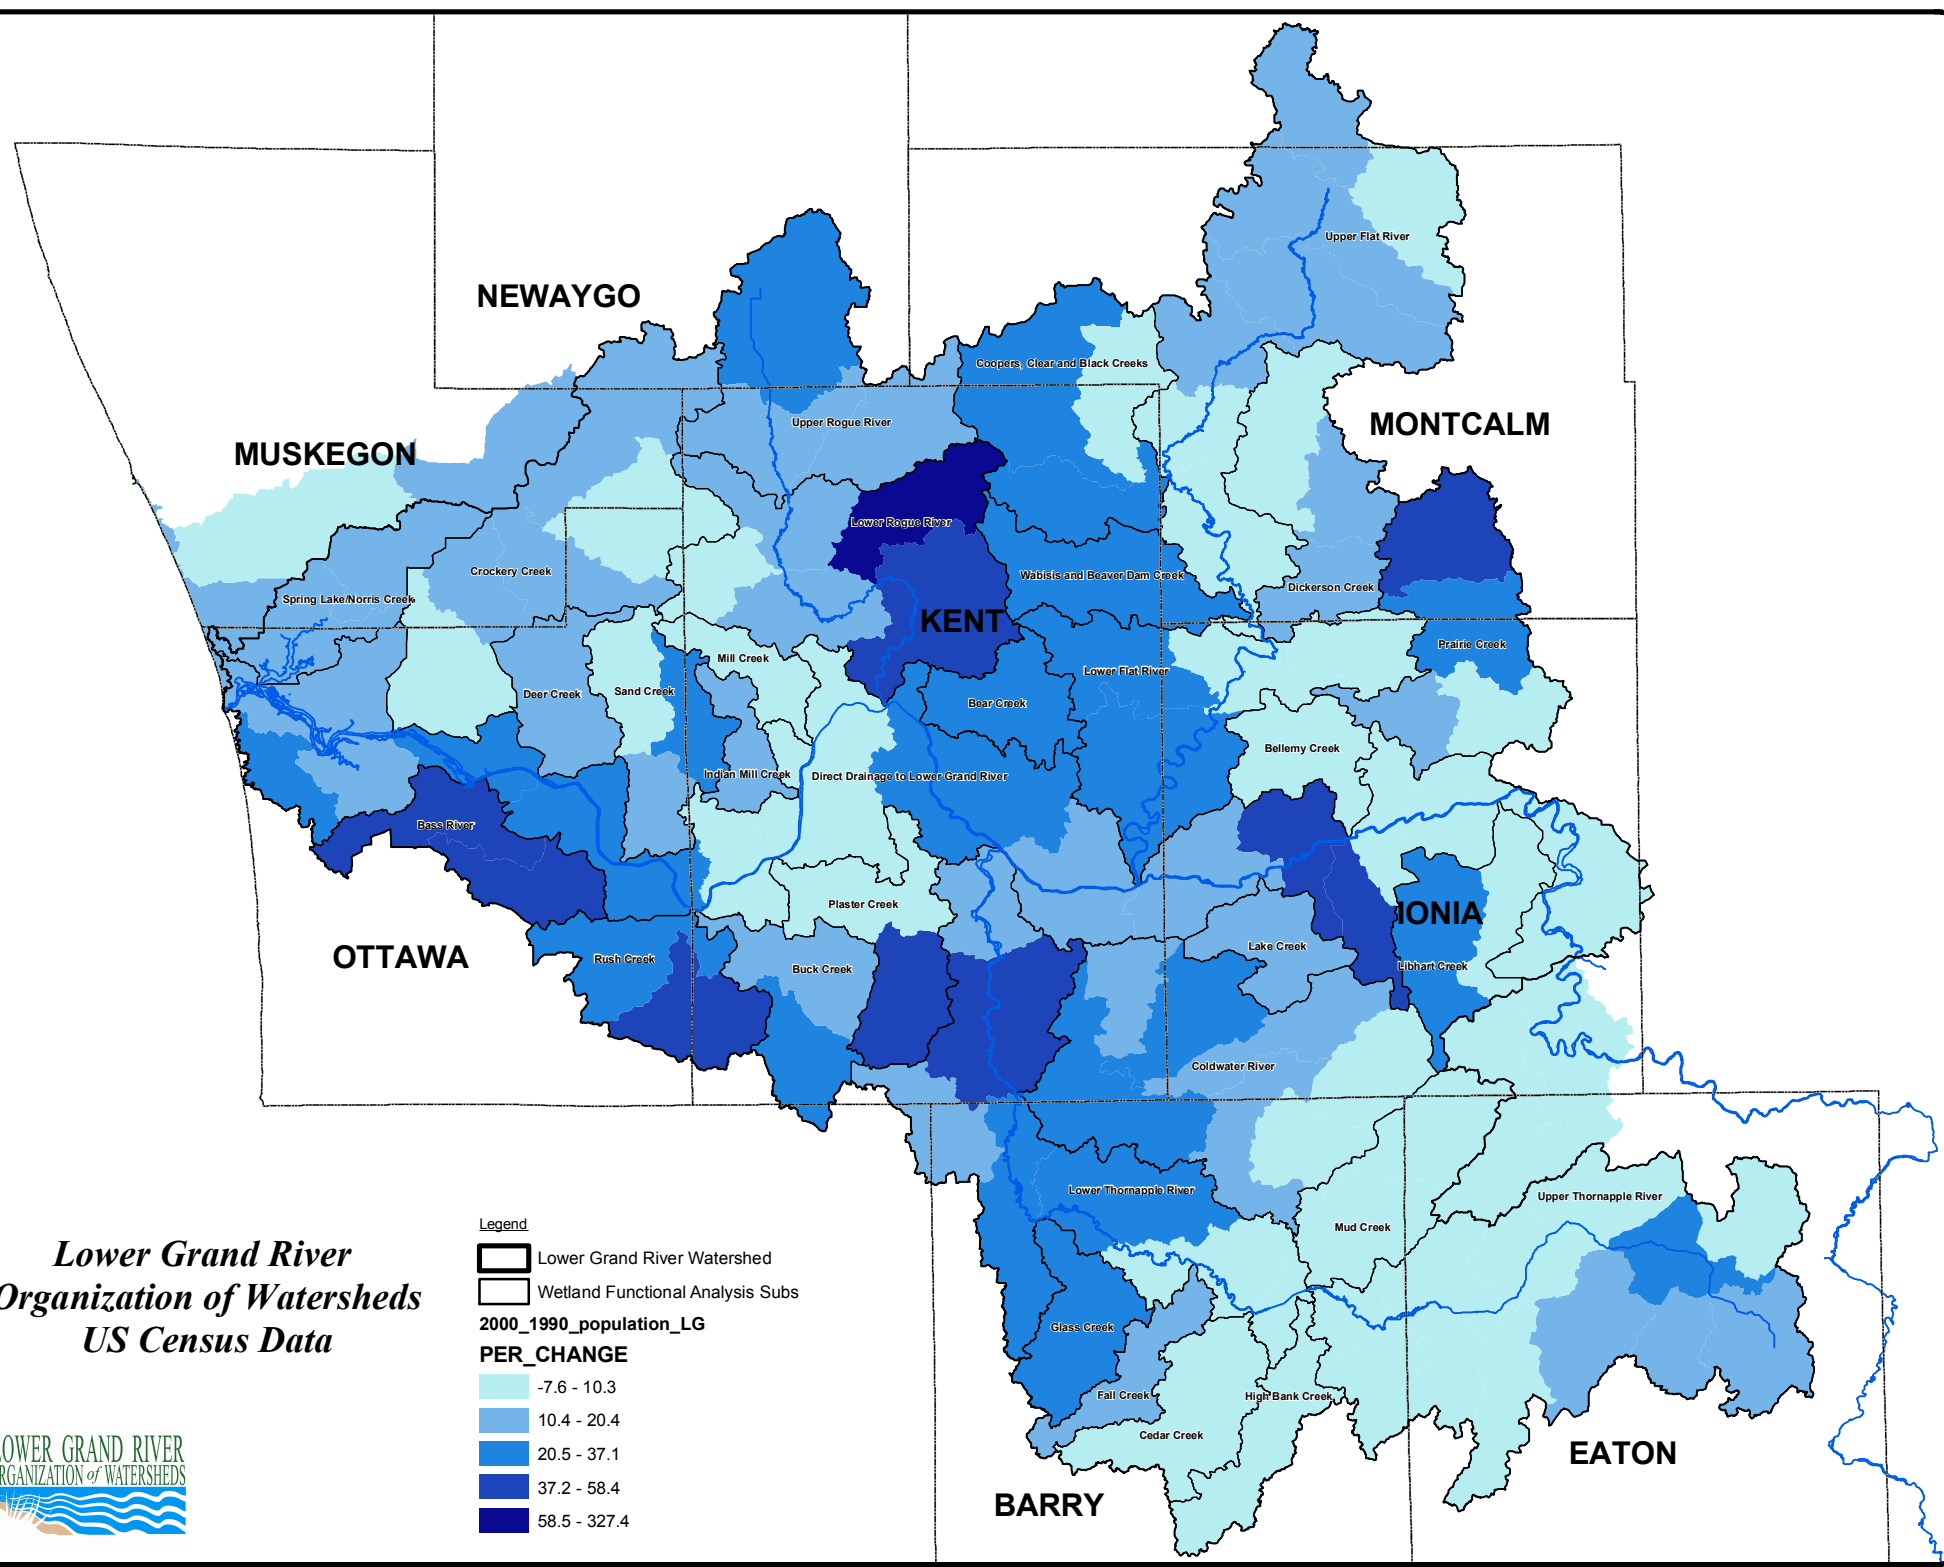 NEWAYGO
Upper Flat River
Coopers, Clear and Black Creeks
MONTCALM
Upper Rogue River
MUSKEGON
Lower Rogue River
Crockery Creek
Wabisis and Beaver Dam Creek
Dickerson Creek
Spring Lake/Norris Creek
KENT
Prairie Creek
Mill Creek
Lower Flat River
Deer Creek
Sand Creek
Bear Creek
Bellemy Creek
Indian Mill Creek
Direct Drainage to Lower Grand River
Bass River
Plaster Creek
IONIA
OTTAWA
Rush Creek
Buck Creek
Lake Creek
Libhart Creek
Coldwater River
Lower Thornapple River
Upper Thornapple River
Mud Creek
Glass Creek
Fall Creek
High Bank Creek
Cedar Creek
EATON
BARRY
Lower Grand River
Organization of Watersheds
US Census Data
Legend
Lower Grand River Watershed
Wetland Functional Analysis Subs
2000_1990_population_LG
PER_CHANGE
-7.6 - 10.3
10.4 - 20.4
20.5 - 37.1
37.2 - 58.4
58.5 - 327.4
OWER GRAND RIVER
RGANIZATION of WATERSHEDS